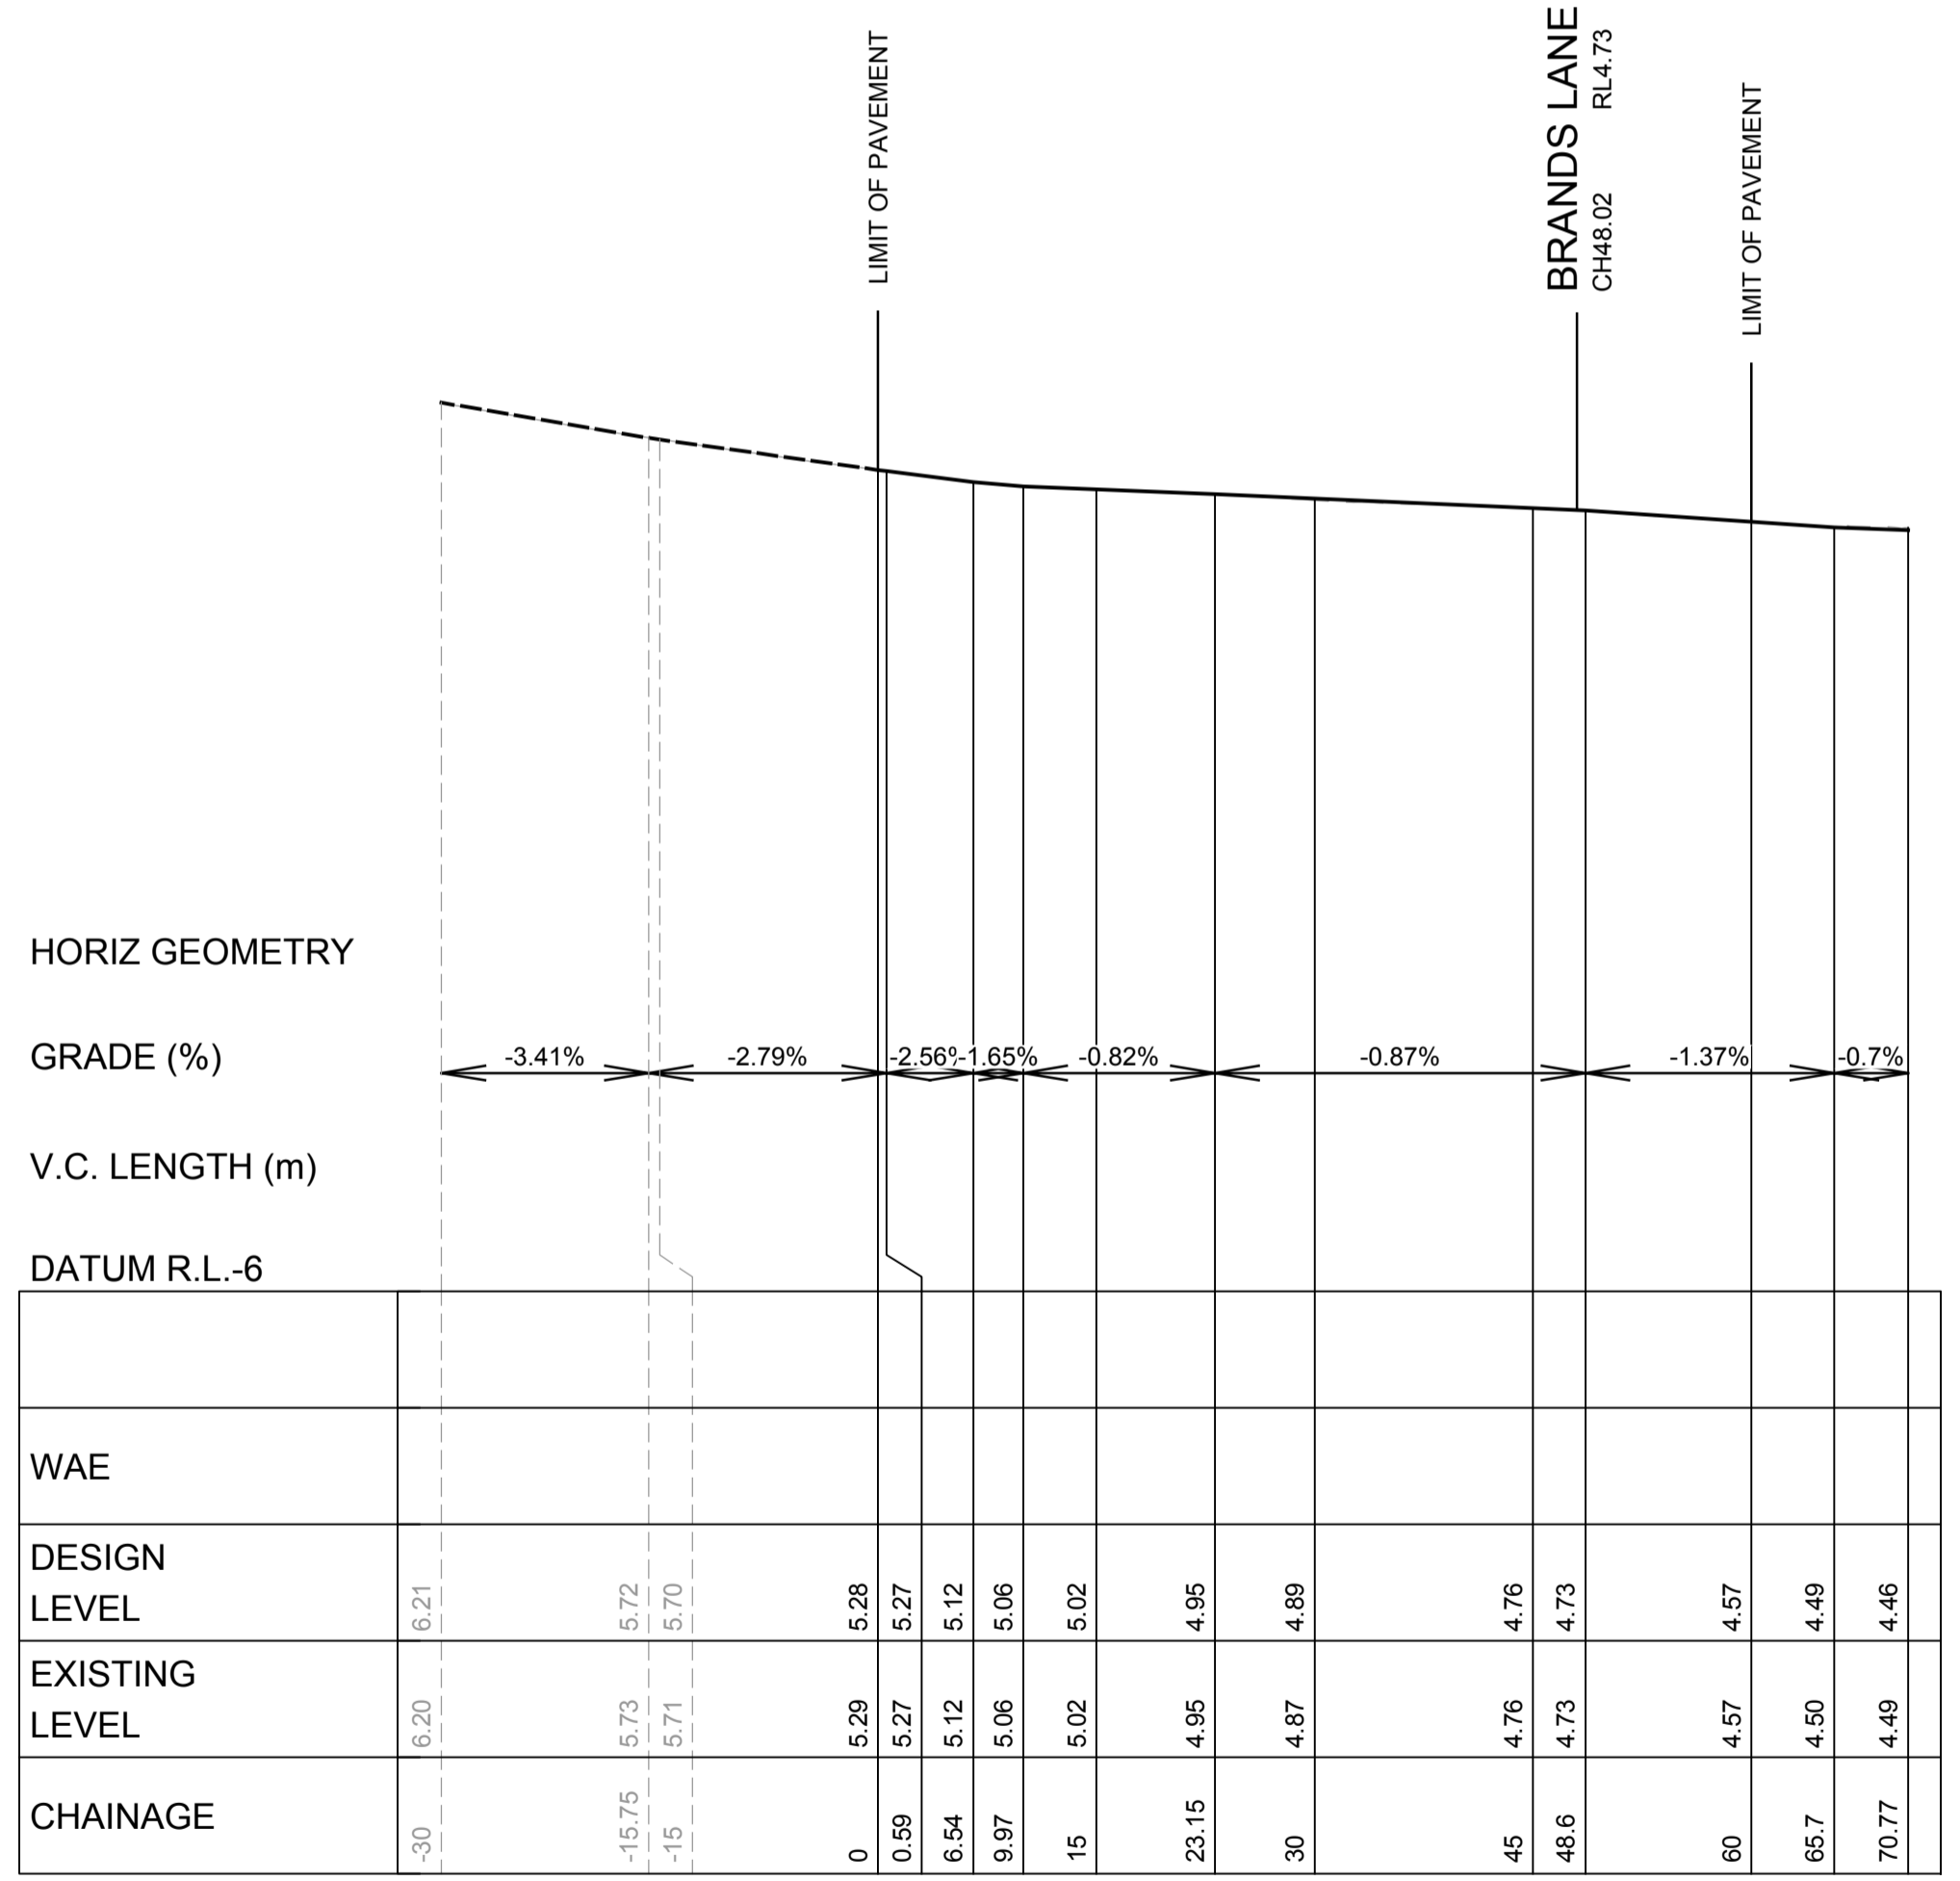 LIMIT OF PAVEMENT
BRANDS LANE
CH48.02 RL4.73
LIMIT OF PAVEMENT
HORIZ GEOMETRY
GRADE (%) -3.41% -2.79% -2.56% -1.65% -0.82% -0.87% -1.37% -0.7%
V.C. LENGTH (m)
DATUM R.L.-6
WAE
DESIGN
LEVEL 6.21 5.72 5.70 5.28 5.27 5.12 5.06 5.02 4.95 4.89 4.76 4.73 4.57 4.49 4.46
EXISTING
LEVEL 6.20 5.73 5.71 5.29 5.27 5.12 5.06 5.02 4.95 4.87 4.76 4.73 4.57 4.50 4.49
CHAINAGE -30 -15.75 -15 0 0.59 6.54 9.97 15 23.15 30 45 48.6 60 65.7 70.77